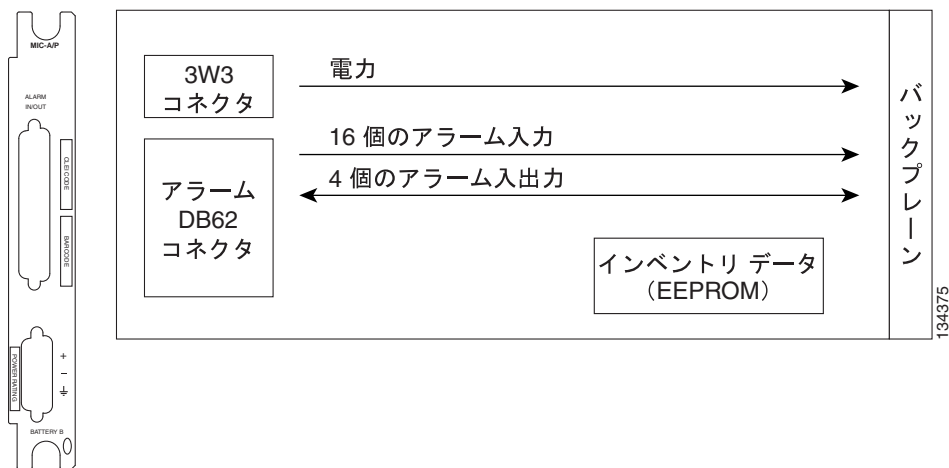 MIC-A/P
ALARM
IN/OUT
CLEI CODE
BARCODE
POWER RATING
+
−
BATTERY B
3W3
コネクタ
電力
アラーム
DB62
コネクタ
16 個のアラーム入力
4 個のアラーム入出力
インベントリ データ
（EEPROM）
バックプレーン
134375